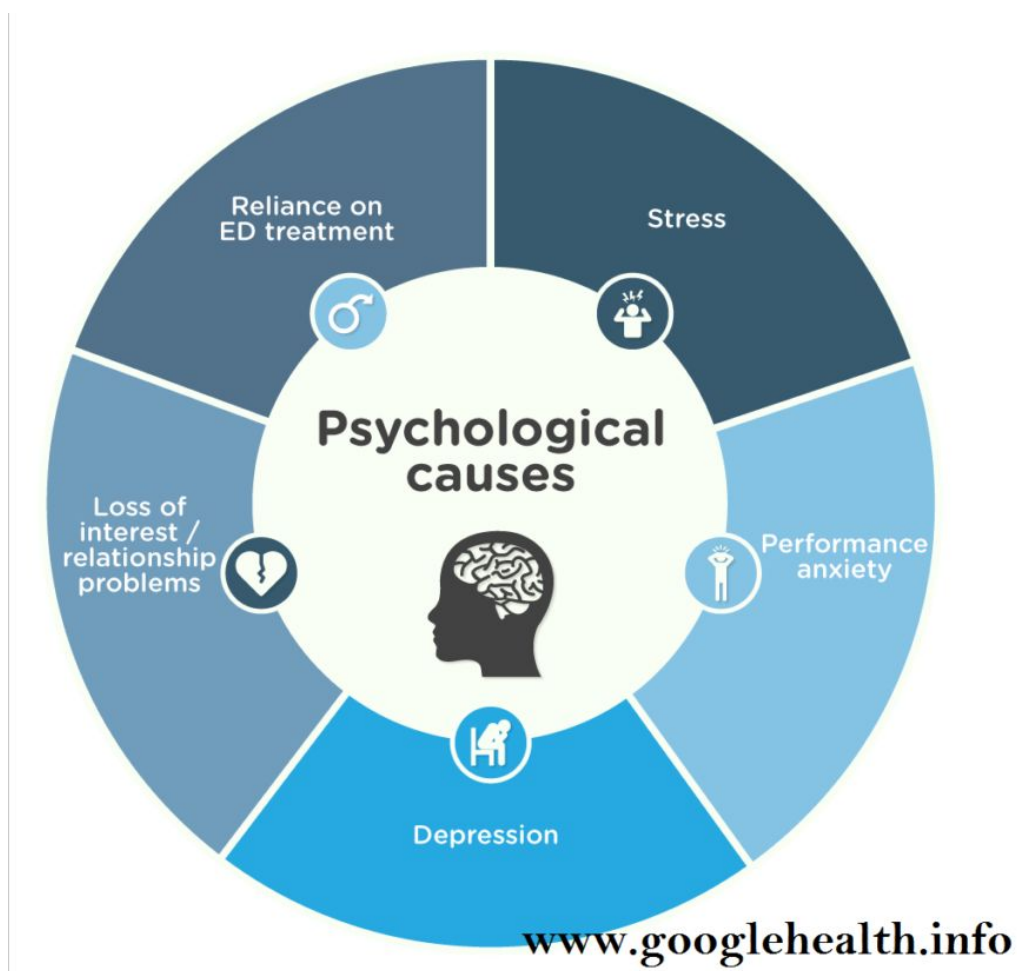 Psychological
causes
Stress
Performance
anxiety
Depression
Loss of
interest /
relationship
problems
Reliance on
ED treatment
www.googlehealth.info